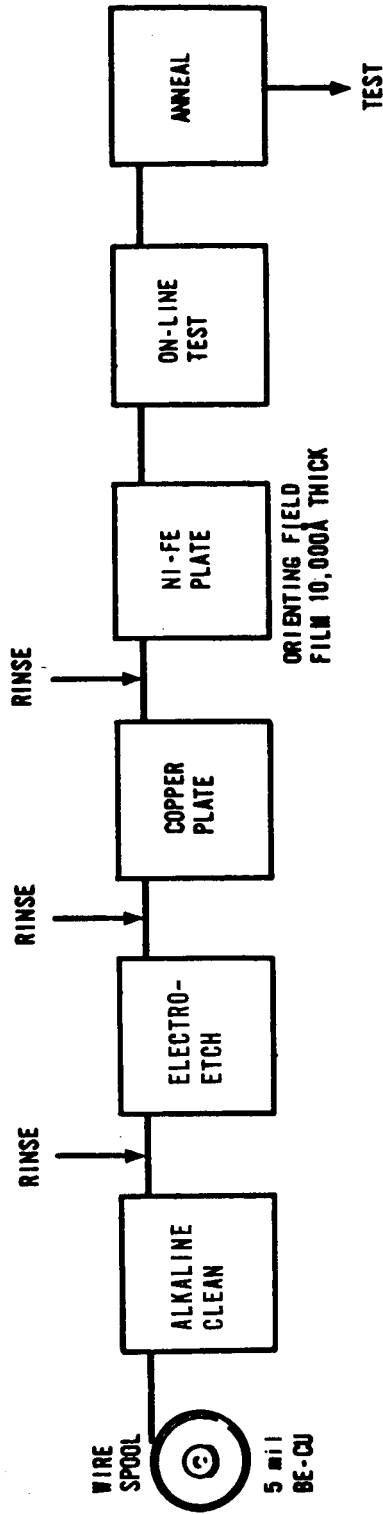 WIRE
SPOOL
5 mil
BE-CU
ALKALINE
CLEAN
RINSE
ELECTRO-
ETCH
RINSE
COPPER
PLATE
RINSE
NI-FE
PLATE
ORIENTING FIELD
FILM 10,000Å THICK
ON-LINE
TEST
ANNEAL
TEST